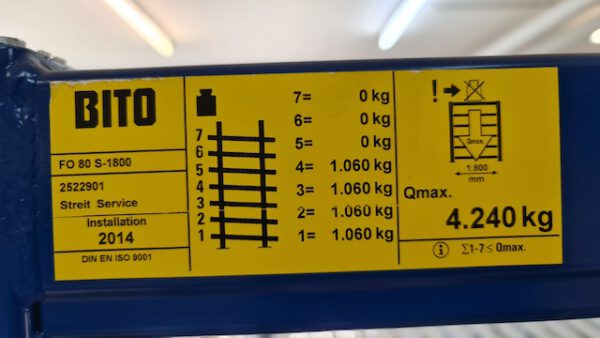 BITO
FO 80 S-1800
2522901
Streit Service
Installation
2014
DIN EN ISO 9001
7
6
5
4
3
2
1
7= 0 kg
6= 0 kg
5= 0 kg
4= 1.060 kg
3= 1.060 kg
2= 1.060 kg
1= 1.060 kg
!
Qmax.
1.800
mm
Qmax.
4.240 kg
i Σ1-7 ≤ Qmax.